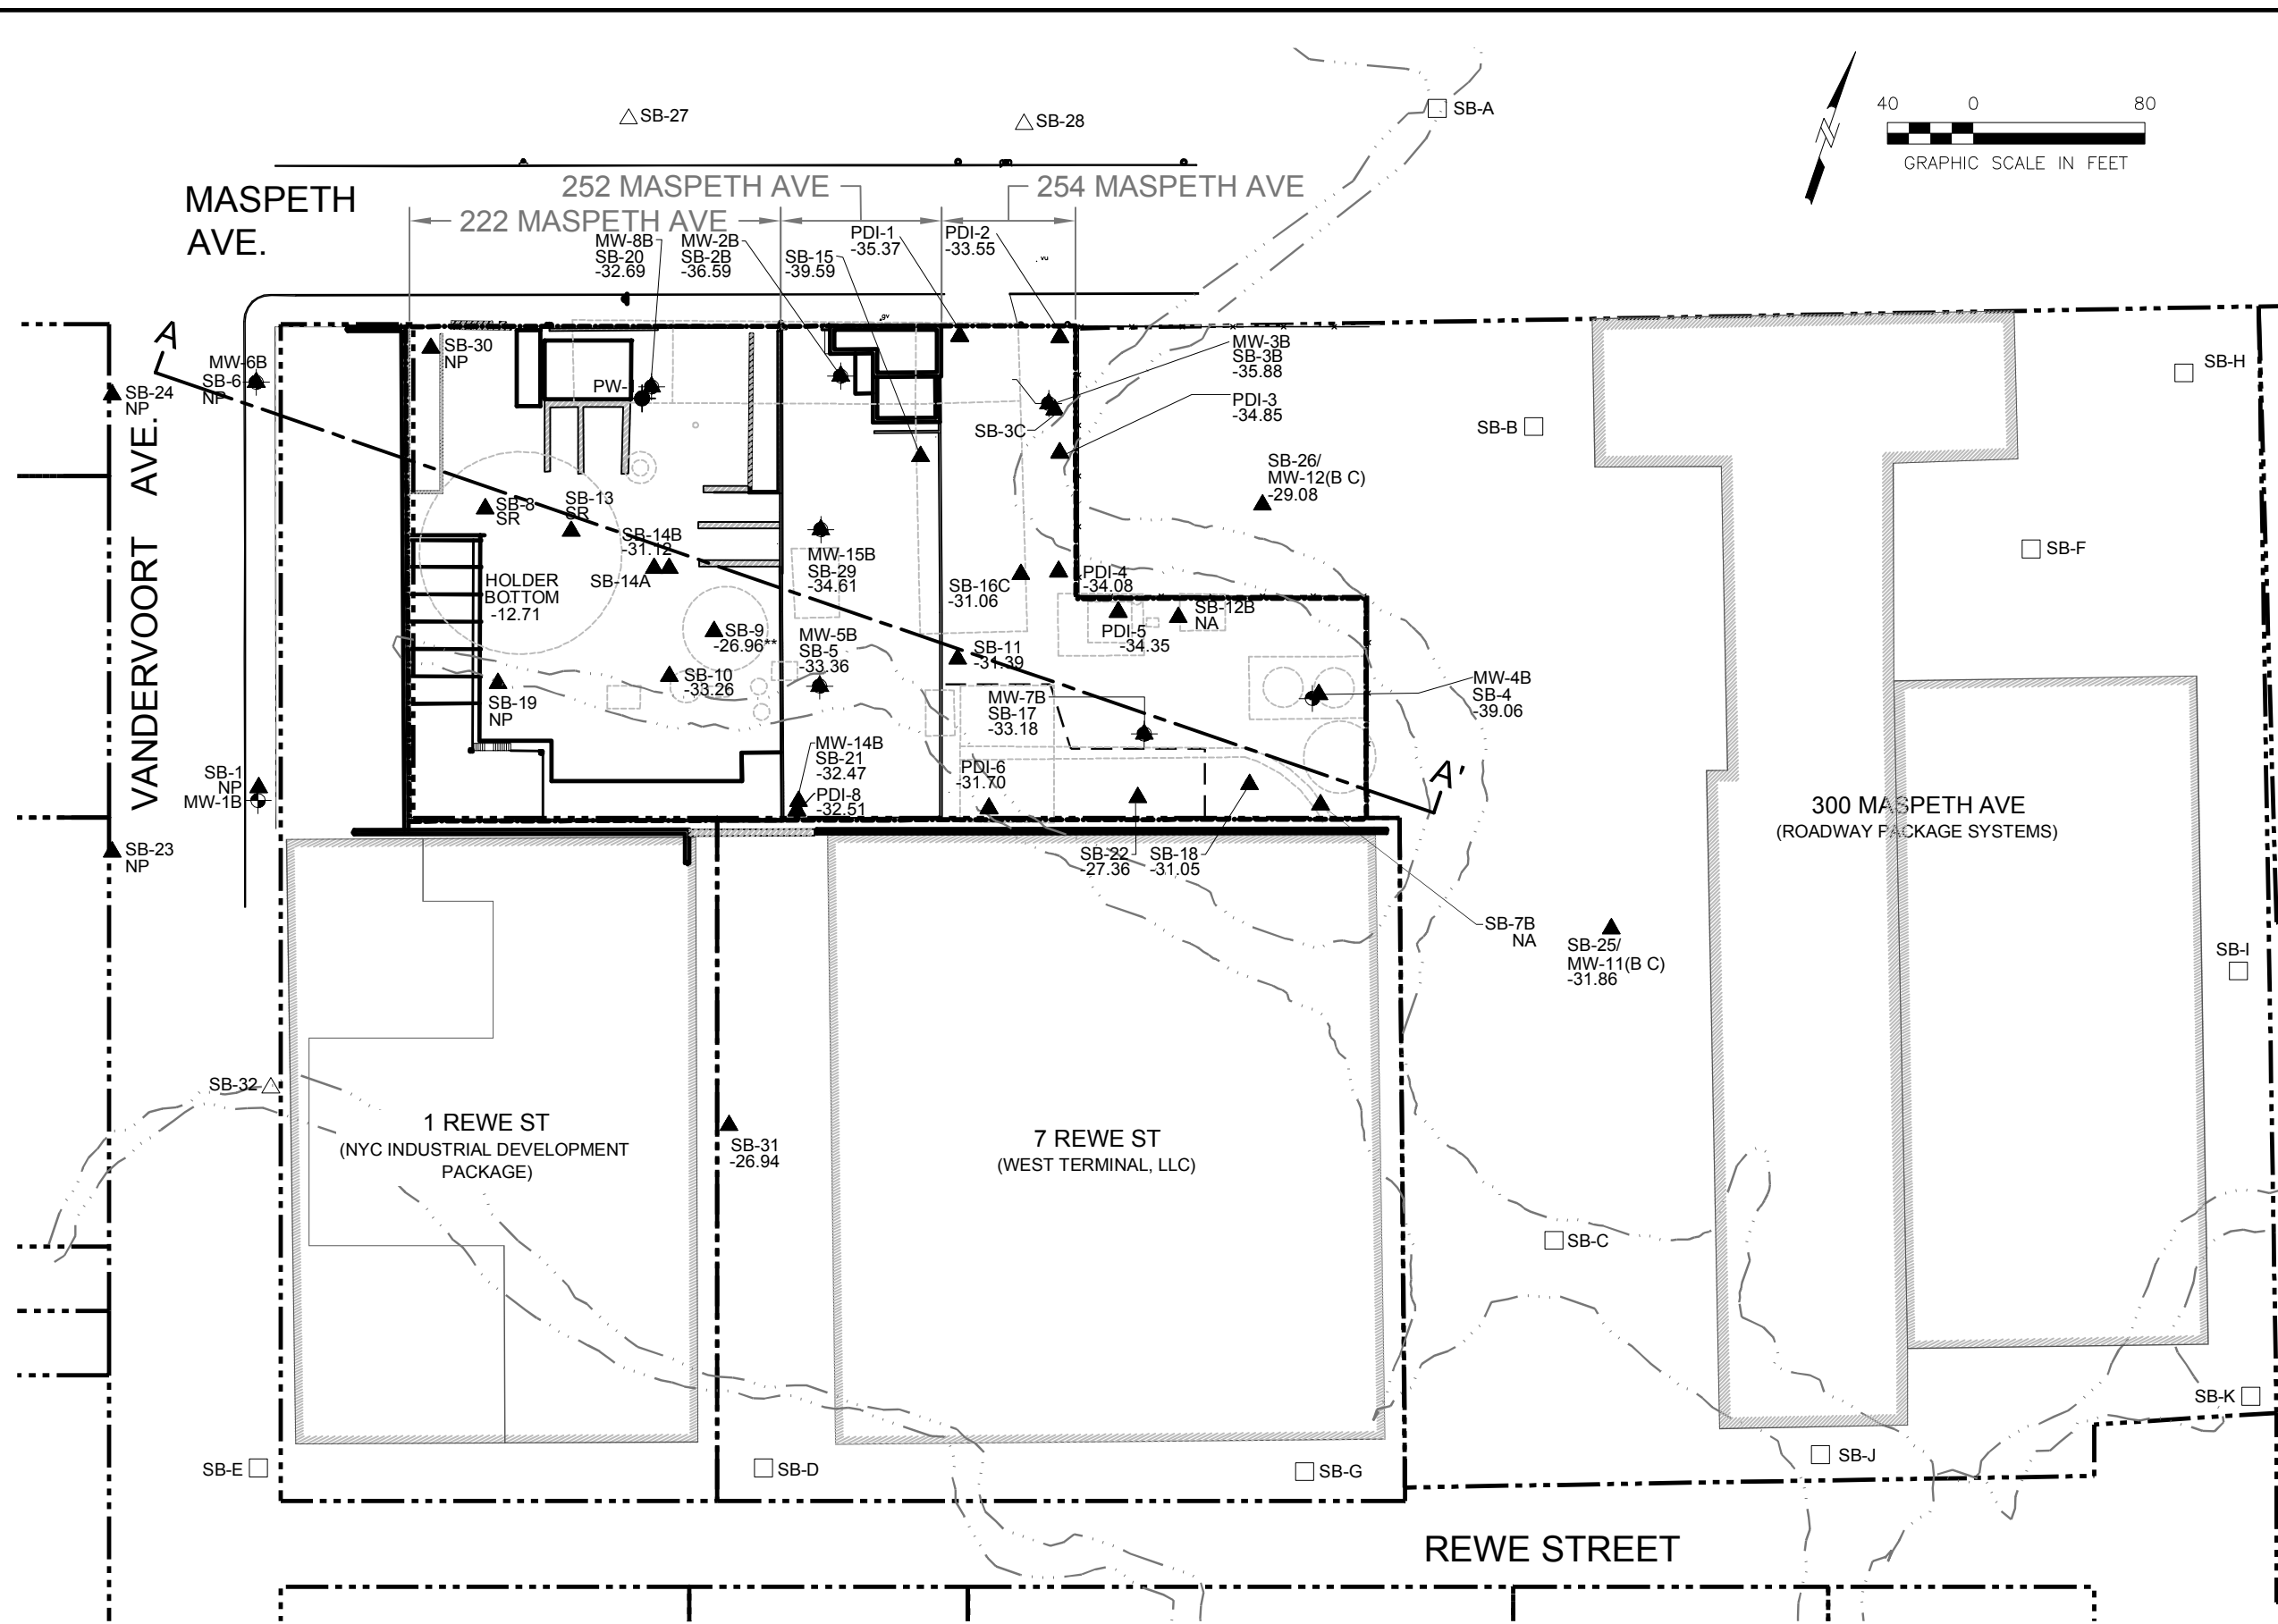 SB-27
SB-28
SB-A
40 0 80
GRAPHIC SCALE IN FEET
MASPETH
AVE.
252 MASPETH AVE
254 MASPETH AVE
222 MASPETH AVE
MW-8B
SB-20
-32.69
MW-2B
SB-2B
-36.59
SB-15
-39.59
PDI-1
-35.37
PDI-2
-33.55
A
MW-6B
SB-6
NP
SB-24
NP
SB-30
NP
PW-
MW-3B
SB-3B
-35.88
PDI-3
-34.85
SB-3C
SB-B
SB-H
SB-26/
MW-12(B C)
-29.08
SB-F
VANDERVOORT AVE.
SB-8
SR
SB-13
SR
SB-14B
-31.12
SB-14A
HOLDER
BOTTOM
-12.71
MW-15B
SB-29
-34.61
SB-16C
-31.06
PDI-4
-34.08
SB-12B
NA
PDI-5
-34.35
SB-9
-26.96**
MW-5B
SB-5
-33.36
SB-11
-31.39
SB-10
-33.26
SB-19
NP
MW-7B
SB-17
-33.18
MW-4B
SB-4
-39.06
SB-1
NP
MW-1B
MW-14B
SB-21
-32.47
PDI-8
-32.51
PDI-6
-31.70
A'
300 MASPETH AVE
(ROADWAY PACKAGE SYSTEMS)
SB-23
NP
SB-22
-27.36
SB-18
-31.05
SB-7B
NA
SB-25/
MW-11(B C)
-31.86
SB-I
SB-32
1 REWE ST
(NYC INDUSTRIAL DEVELOPMENT
PACKAGE)
SB-31
-26.94
7 REWE ST
(WEST TERMINAL, LLC)
SB-C
SB-K
SB-E
SB-D
SB-G
SB-J
REWE STREET